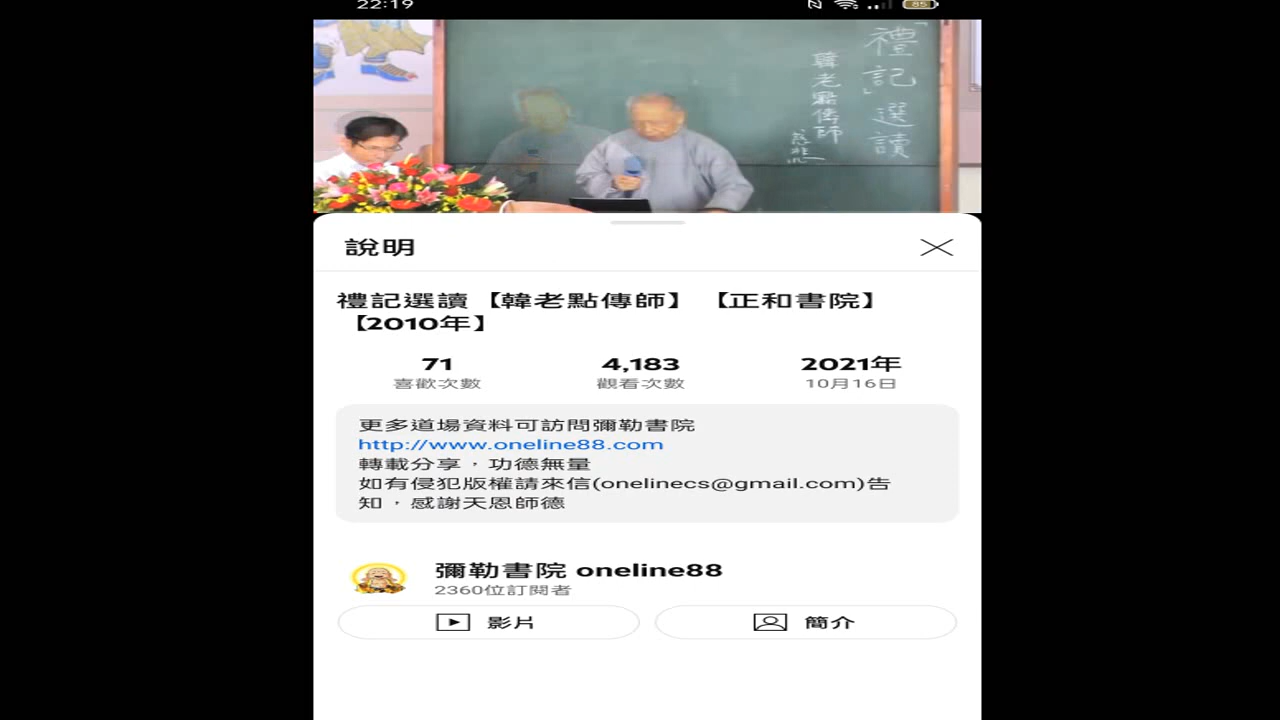 22:19
85
「禮記」選讀
韓老點傳師
慈悲
說明
禮記選讀【韓老點傳師】 【正和書院】
【2010年】
71
4,183
2021年
喜歡次數
觀看次數
10月16日
更多道場資料可訪問彌勒書院
http://www.oneline88.com
轉載分享，功德無量
如有侵犯版權請來信(onelinecs@gmail.com)告
知，感謝天恩師德
彌勒書院 oneline88
2360位訂閱者
影片
簡介